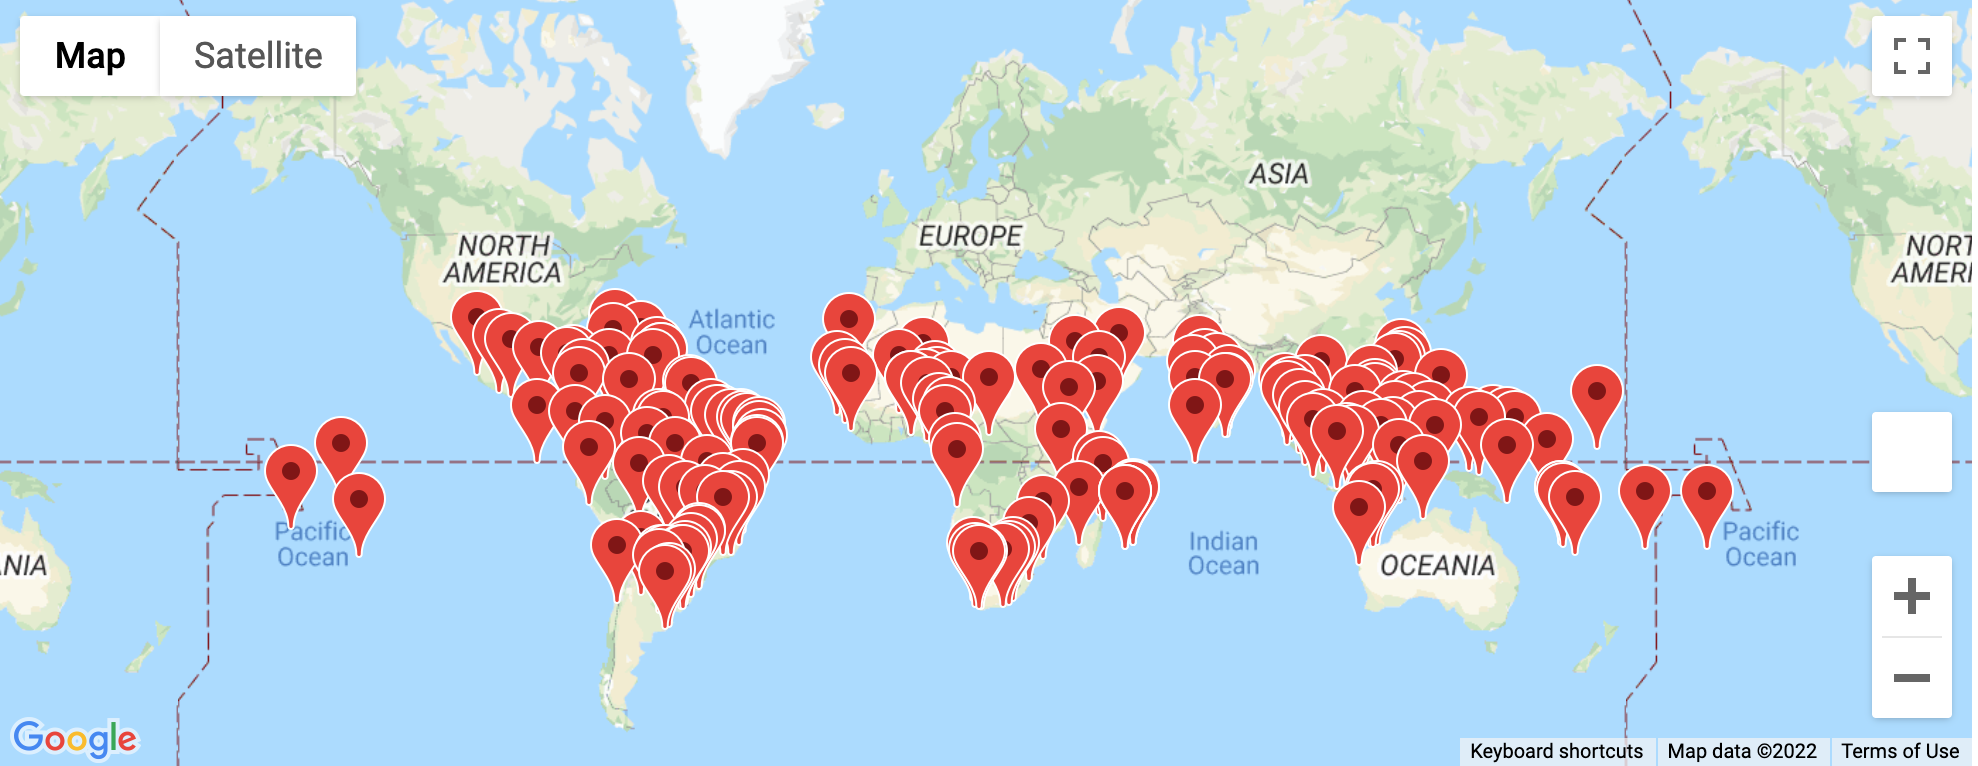 Map
Satellite
NORTH
AMERICA
EUROPE
ASIA
NORT
AMERI
Atlantic
Ocean
Pacific
Ocean
Indian
Ocean
Pacific
Ocean
NIA
OCEANIA
Google
Keyboard shortcuts
Map data ©2022
Terms of Use